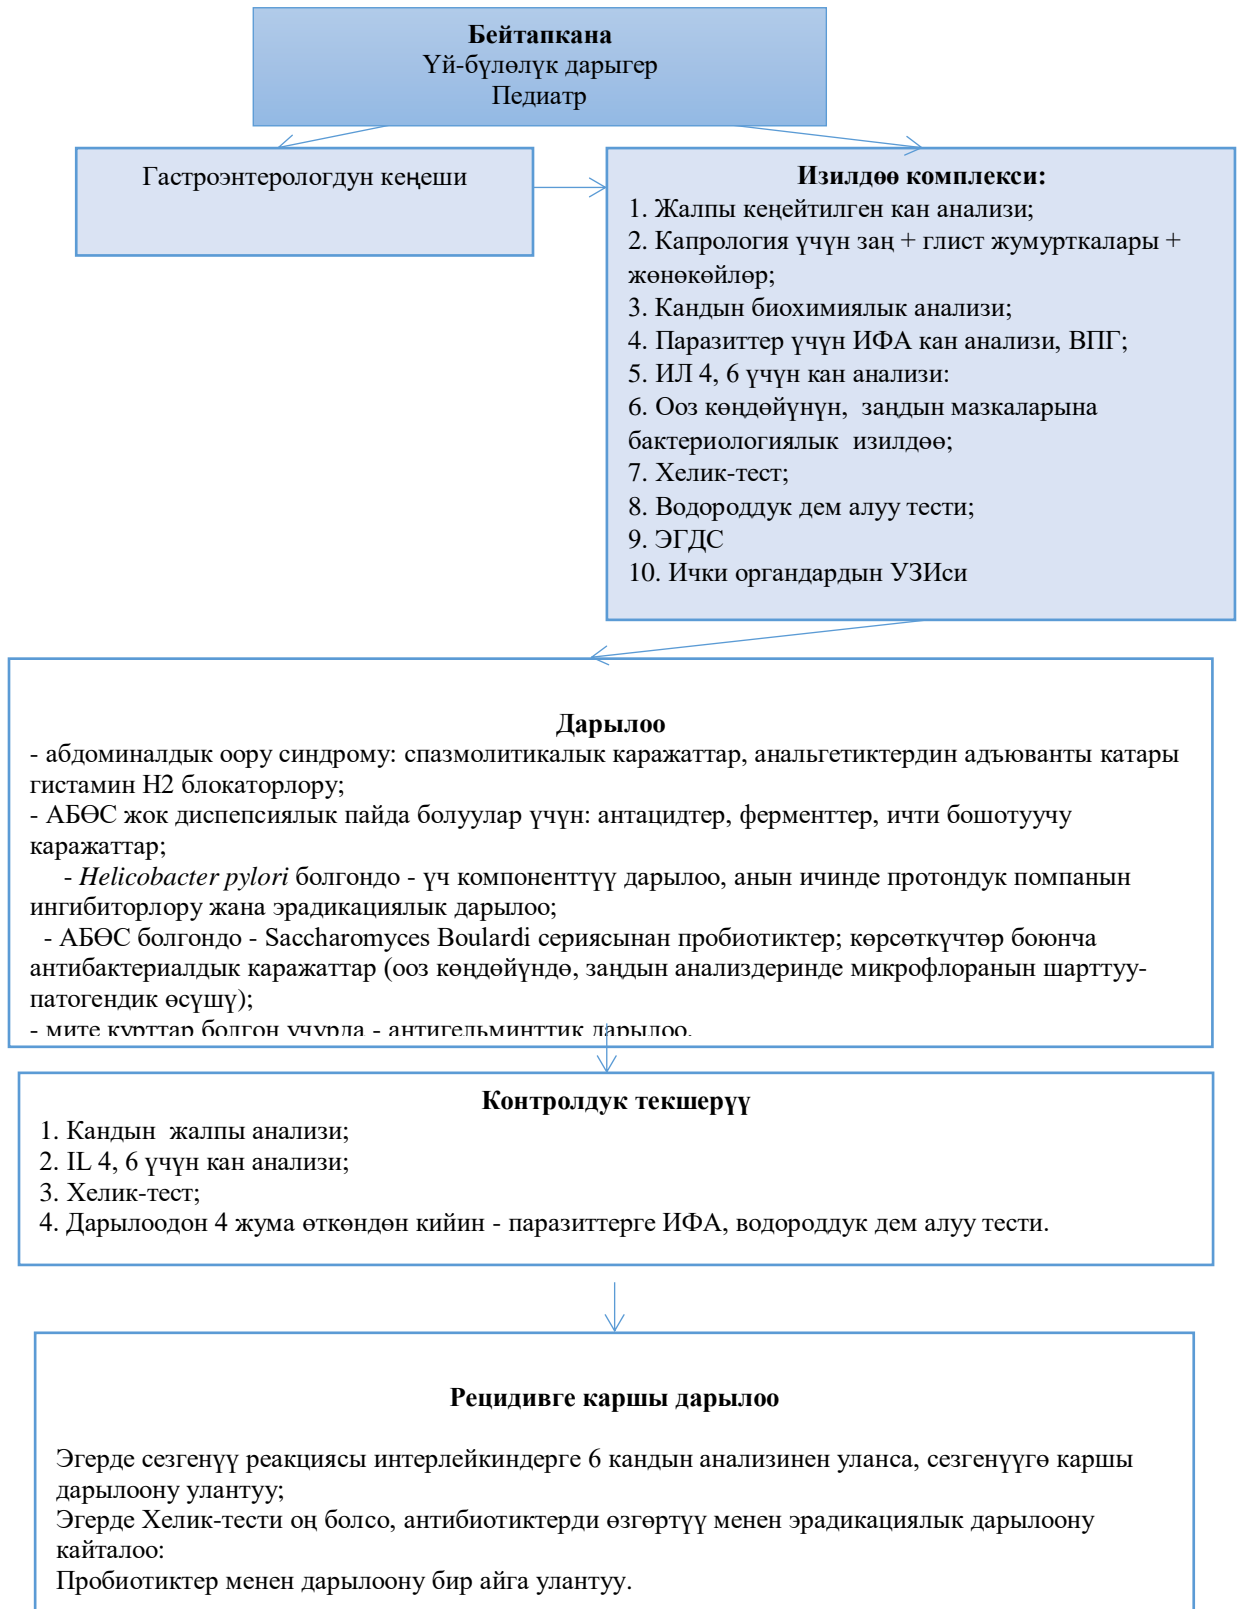 Бейтапкана
Үй-бүлөлүк дарыгер
Педиатр
Гастроэнтерологдун кеңеши
Изилдөө комплекси:
1. Жалпы кеңейтилген кан анализи;
2. Капрология үчүн заң + глист жумурткалары +
жөнөкөйлөр;
3. Кандын биохимиялык анализи;
4. Паразиттер үчүн ИФА кан анализи, ВПГ;
5. ИЛ 4, 6 үчүн кан анализи:
6. Ооз көңдөйүнүн, заңдын мазкаларына
бактериологиялык изилдөө;
7. Хелик-тест;
8. Водороддук дем алуу тести;
9. ЭГДС
10. Ички органдардын УЗИси
Дарылоо
- абдоминалдык оору синдрому: спазмолитикалык каражаттар, анальгетиктердин адъюванты катары
гистамин Н2 блокаторлору;
- АБӨС жок диспепсиялык пайда болуулар үчүн: антацидтер, ферменттер, ичти бошотуучу
каражаттар;
- Helicobacter pylori болгондо - үч компоненттүү дарылоо, анын ичинде протондук помпанын
ингибиторлору жана эрадикациялык дарылоо;
- АБӨС болгондо - Saccharomyces Boulardi сериясынан пробиотиктер; көрсөткүчтөр боюнча
антибактериалдык каражаттар (ооз көңдөйүндө, заңдын анализдеринде микрофлоранын шарттуу-
патогендик өсүшү);
- мите курттар болгон учурда - антигельминттик дарылоо.
Контролдук текшерүү
1. Кандын жалпы анализи;
2. IL 4, 6 үчүн кан анализи;
3. Хелик-тест;
4. Дарылоодон 4 жума өткөндөн кийин - паразиттерге ИФА, водороддук дем алуу тести.
Рецидивге каршы дарылоо
Эгерде сезгенүү реакциясы интерлейкиндерге 6 кандын анализинен уланса, сезгенүүгө каршы
дарылоону улантуу;
Эгерде Хелик-тести оң болсо, антибиотиктерди өзгөртүү менен эрадикациялык дарылоону
кайталоо:
Пробиотиктер менен дарылоону бир айга улантуу.